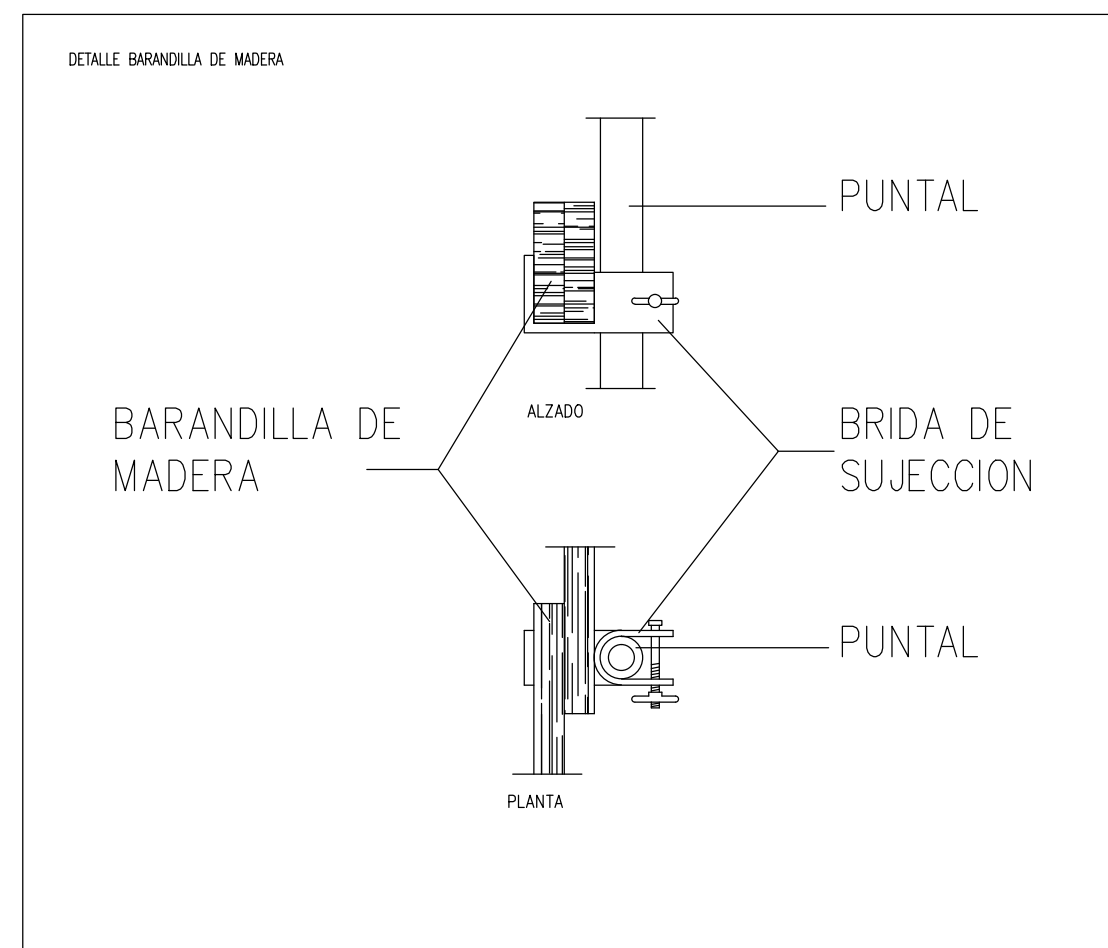 DETALLE BARANDILLA DE MADERA
PUNTAL
ALZADO
BARANDILLA DE
MADERA
BRIDA DE
SUJECCION
PUNTAL
PLANTA